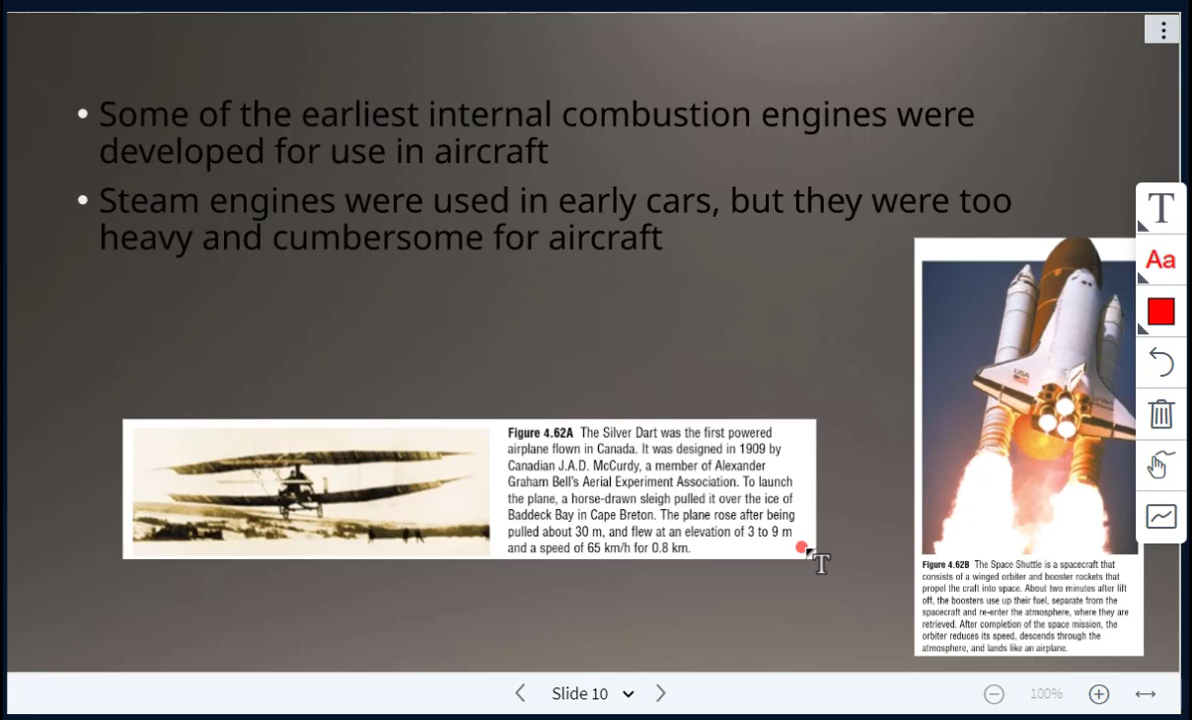 • Some of the earliest internal combustion engines were
developed for use in aircraft
• Steam engines were used in early cars, but they were too
heavy and cumbersome for aircraft
T
Aa
USA
Figure 4.62A The Silver Dart was the first powered
airplane flown in Canada. It was designed in 1909 by
Canadian J.A.D. McCurdy, a member of Alexander
Graham Bell's Aerial Experiment Association. To launch
the plane, a horse-drawn sleigh pulled it over the ice of
Baddeck Bay in Cape Breton. The plane rose after being
pulled about 30 m, and flew at an elevation of 3 to 9 m
and a speed of 65 km/h for 0.8 km.
T
Figure 4.62B The Space Shuttle is a spacecraft that
consists of a winged orbiter and booster rockets that
propel the craft into space. About two minutes after lift
off, the boosters use up their fuel, separate from the
spacecraft and re-enter the atmosphere, where they are
retrieved. After completion of the space mission, the
orbiter reduces its speed, descends through the
atmosphere, and lands like an airplane.
Slide 10
100%